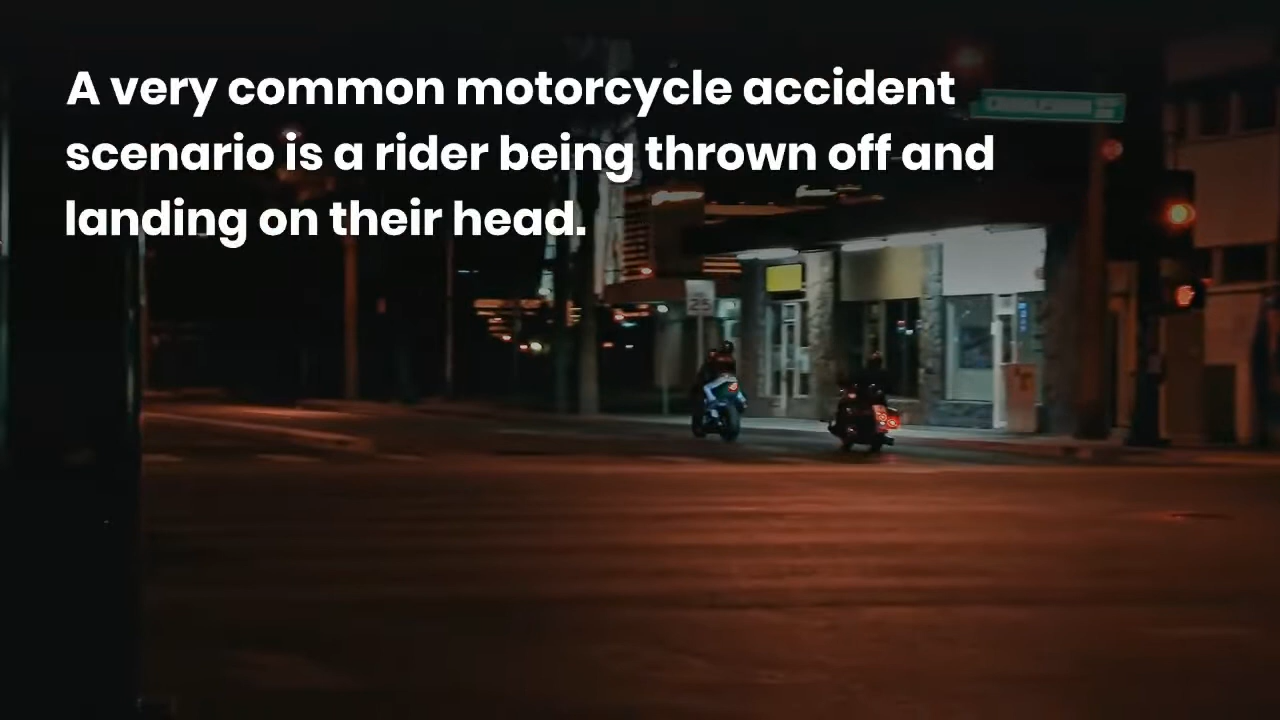 A very common motorcycle accident
scenario is a rider being thrown off and
landing on their head.
25